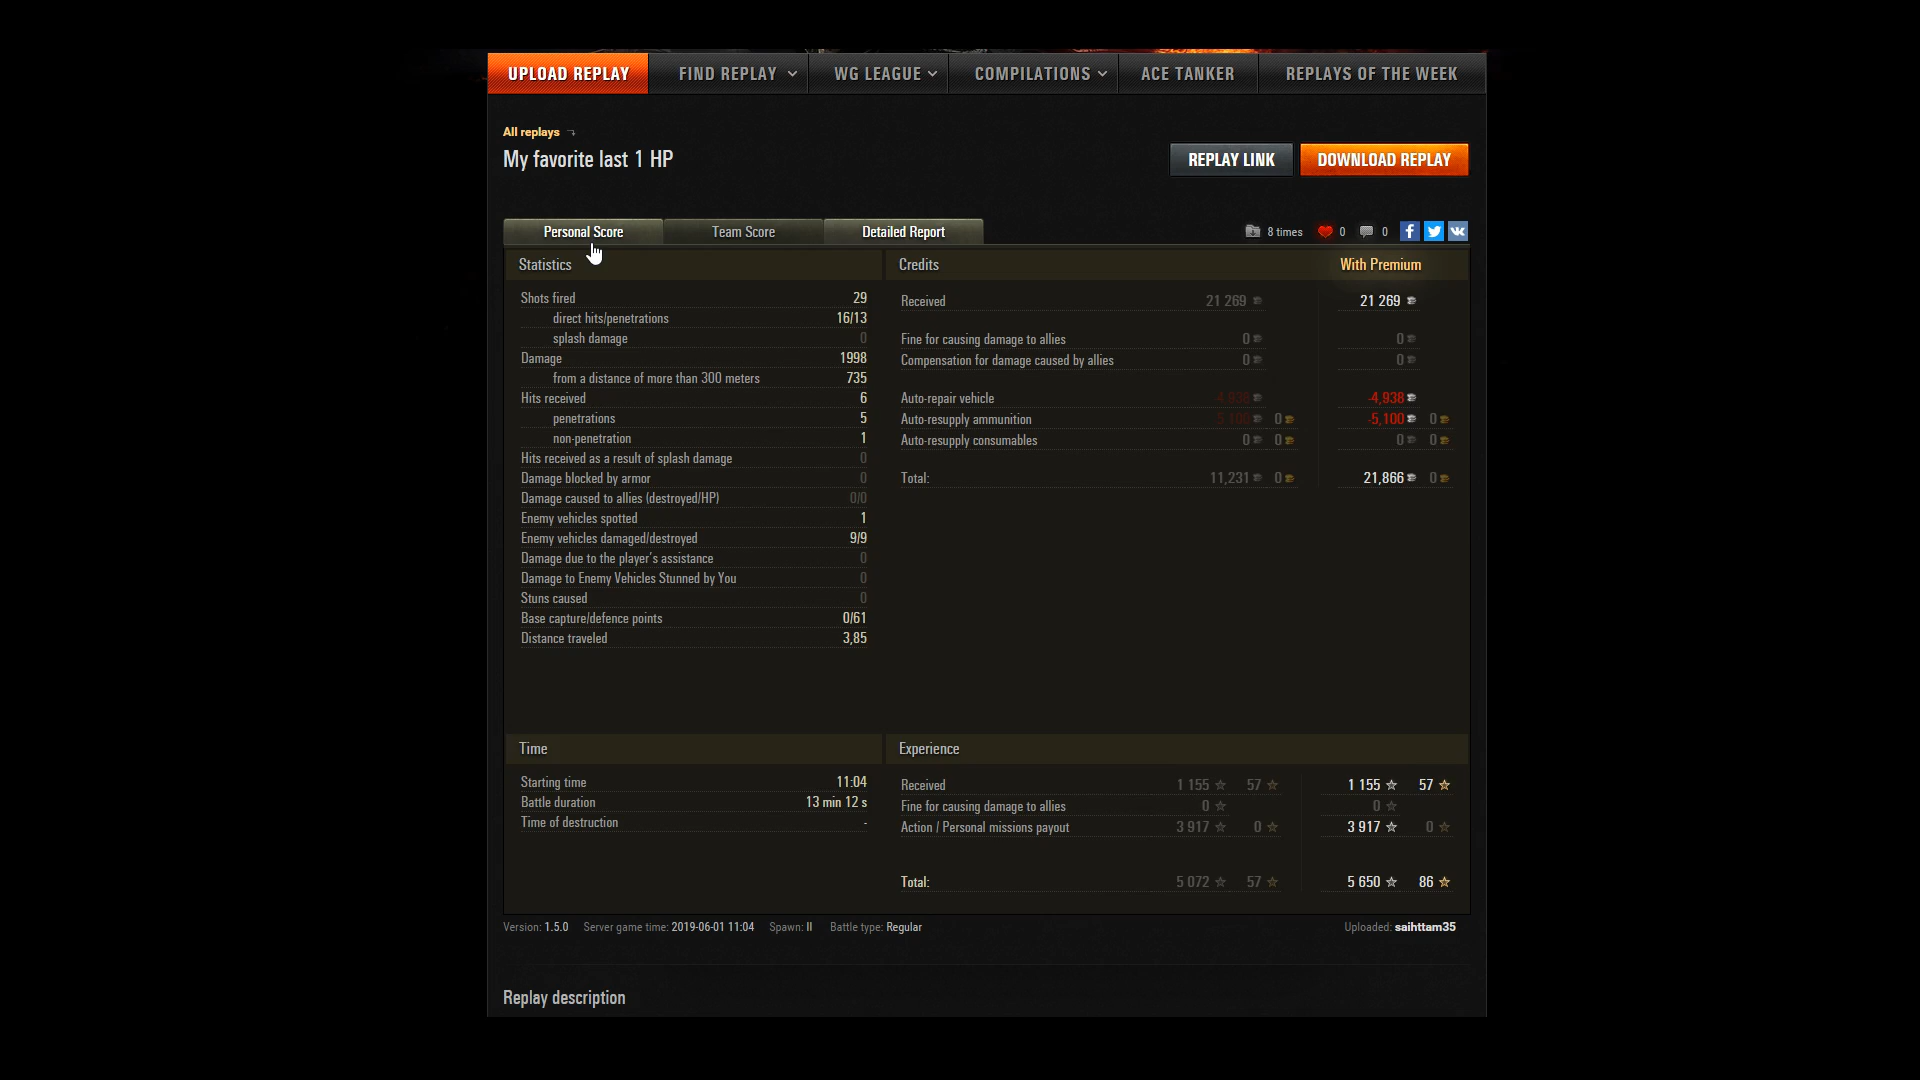 UPLOAD REPLAY FIND REPLAY WG LEAGUE COMPILATIONS ACE TANKER REPLAYS OF THE WEEK
All replays
My favorite last 1 HP
REPLAY LINK DOWNLOAD REPLAY
Personal Score Team Score Detailed Report 8 times 0 0
Statistics
Shots fired 29
direct hits/penetrations 16/13
splash damage 0
Damage 1998
from a distance of more than 300 meters 735
Hits received 6
penetrations 5
non-penetration 1
Hits received as a result of splash damage 0
Damage blocked by armor 0
Damage caused to allies (destroyed/HP) 0/0
Enemy vehicles spotted 1
Enemy vehicles damaged/destroyed 9/9
Damage due to the player's assistance 0
Damage to Enemy Vehicles Stunned by You 0
Stuns caused 0
Base capture/defence points 0/61
Distance traveled 3,85
Credits With Premium
Received 21 269 21 269
Fine for causing damage to allies 0 0
Compensation for damage caused by allies 0 0
Auto-repair vehicle -4,938 -4,938
Auto-resupply ammunition -5,100 0 -5,100 0
Auto-resupply consumables 0 0 0 0
Total: 11,231 0 21,866 0
Time
Starting time 11:04
Battle duration 13 min 12 s
Time of destruction -
Experience
Received 1 155 57 1 155 57
Fine for causing damage to allies 0 0
Action / Personal missions payout 3 917 0 3 917 0
Total: 5 072 57 5 650 86
Version: 1.5.0 Server game time: 2019-06-01 11:04 Spawn: II Battle type: Regular Uploaded: saihttam35
Replay description